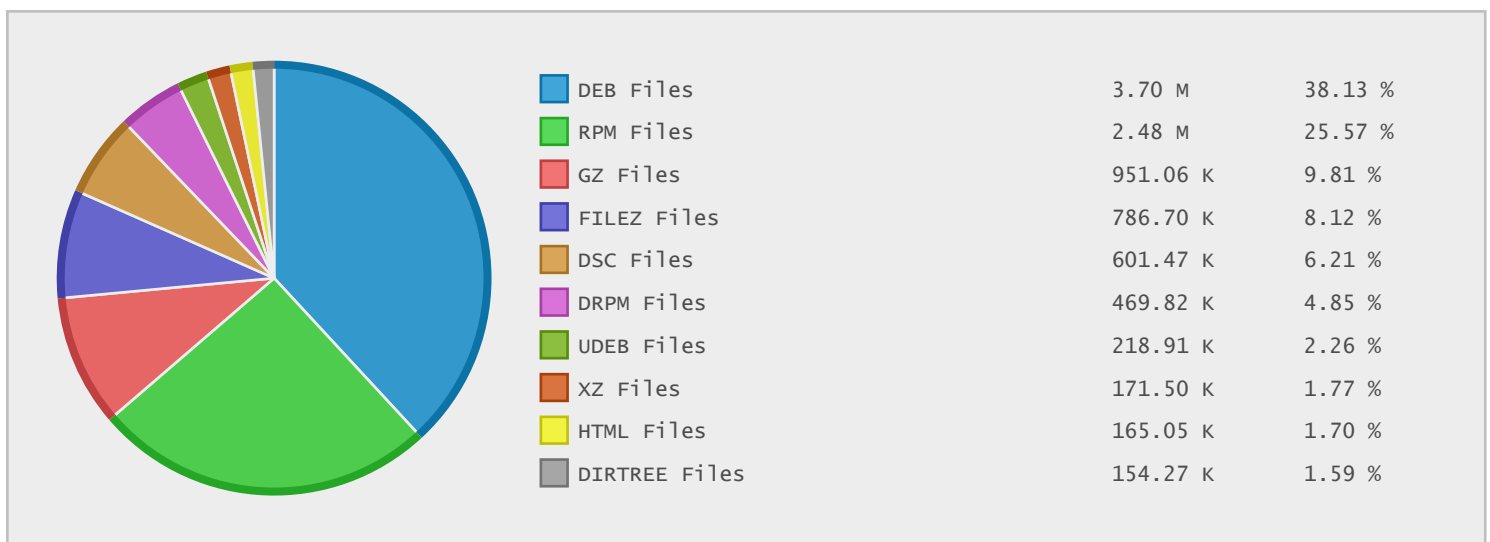 DEB Files 3.70 M 38.13 %
RPM Files 2.48 M 25.57 %
GZ Files 951.06 K 9.81 %
FILEZ Files 786.70 K 8.12 %
DSC Files 601.47 K 6.21 %
DRPM Files 469.82 K 4.85 %
UDEB Files 218.91 K 2.26 %
XZ Files 171.50 K 1.77 %
HTML Files 165.05 K 1.70 %
DIRTREE Files 154.27 K 1.59 %